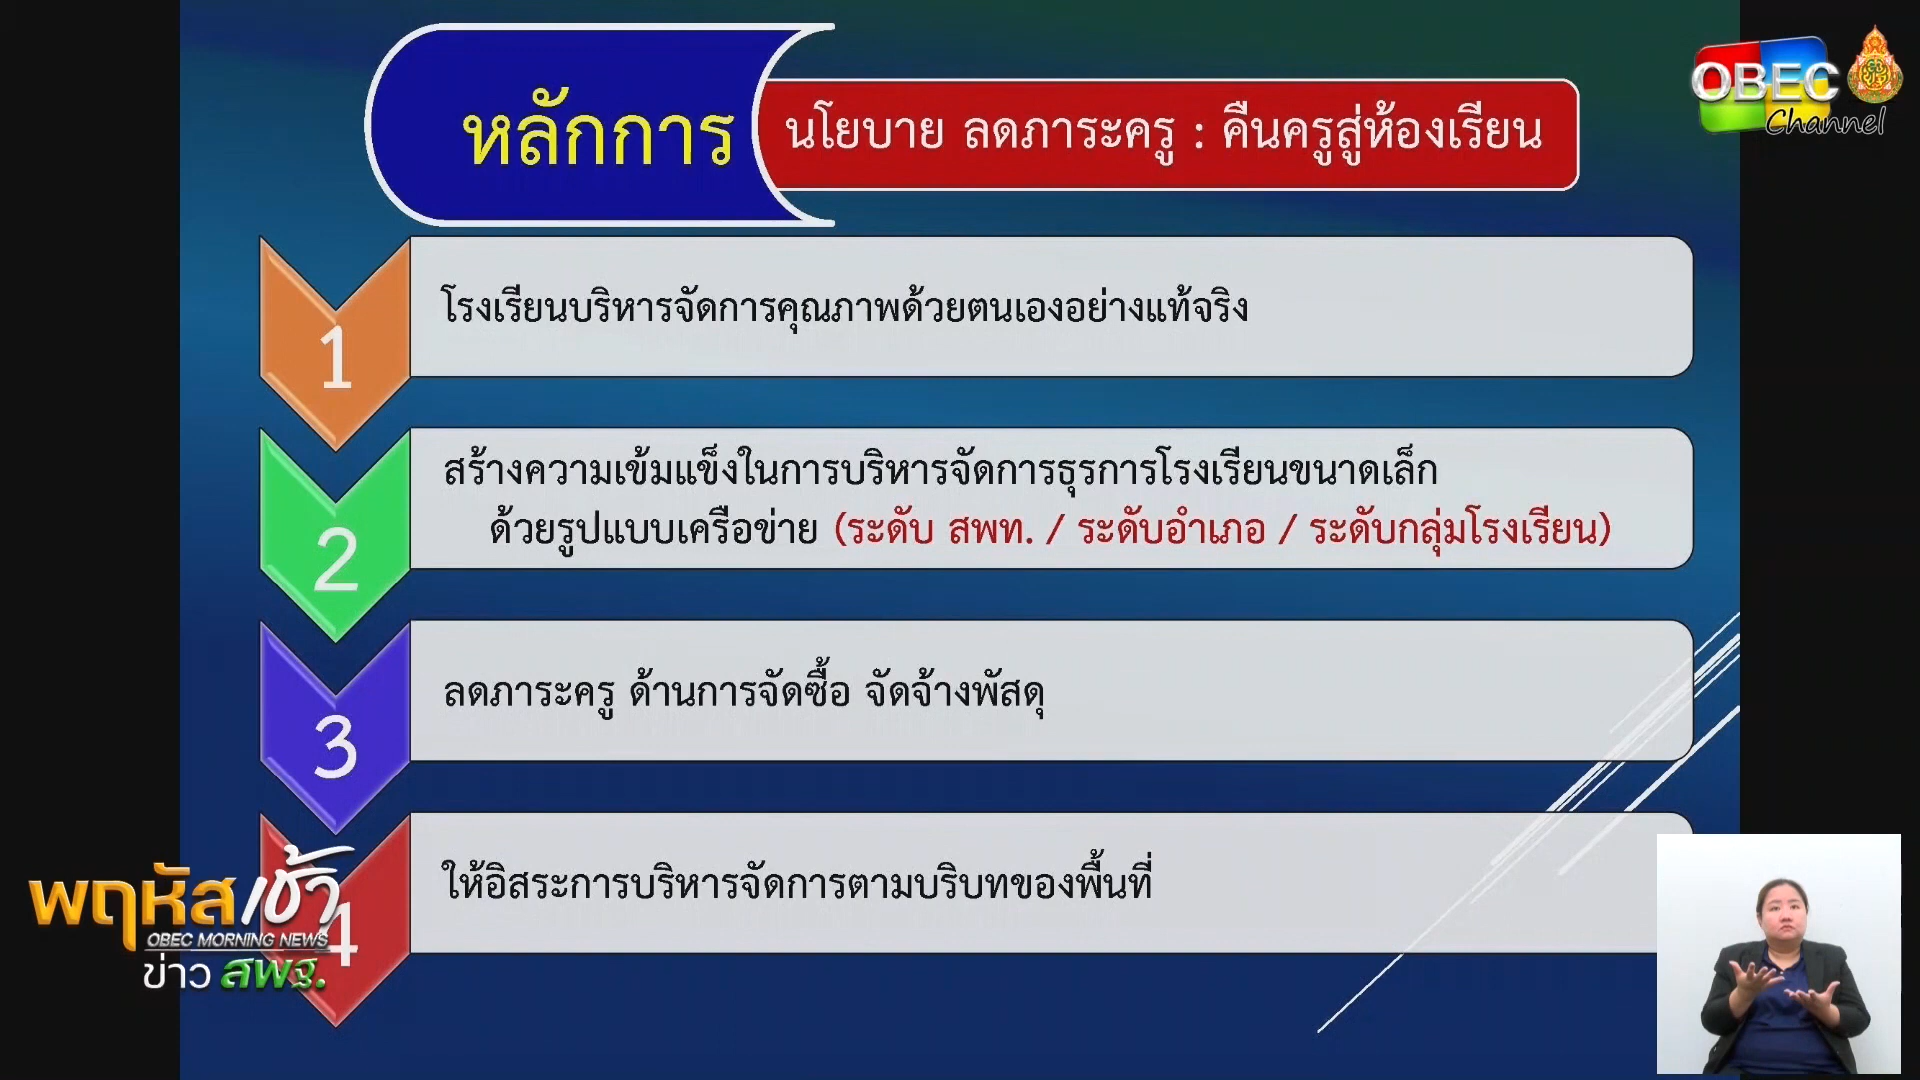 หลักการ
นโยบาย ลดภาระครู : คืนครูสู่ห้องเรียน
OBEC
Channel
1
โรงเรียนบริหารจัดการคุณภาพด้วยตนเองอย่างแท้จริง
2
สร้างความเข้มแข็งในการบริหารจัดการธุรการโรงเรียนขนาดเล็ก
ด้วยรูปแบบเครือข่าย (ระดับ สพท. / ระดับอำเภอ / ระดับกลุ่มโรงเรียน)
3
ลดภาระครู ด้านการจัดซื้อ จัดจ้างพัสดุ
4
ให้อิสระการบริหารจัดการตามบริบทของพื้นที่
พฤหัสเช้า
OBEC MORNING NEWS
ข่าว สพฐ.